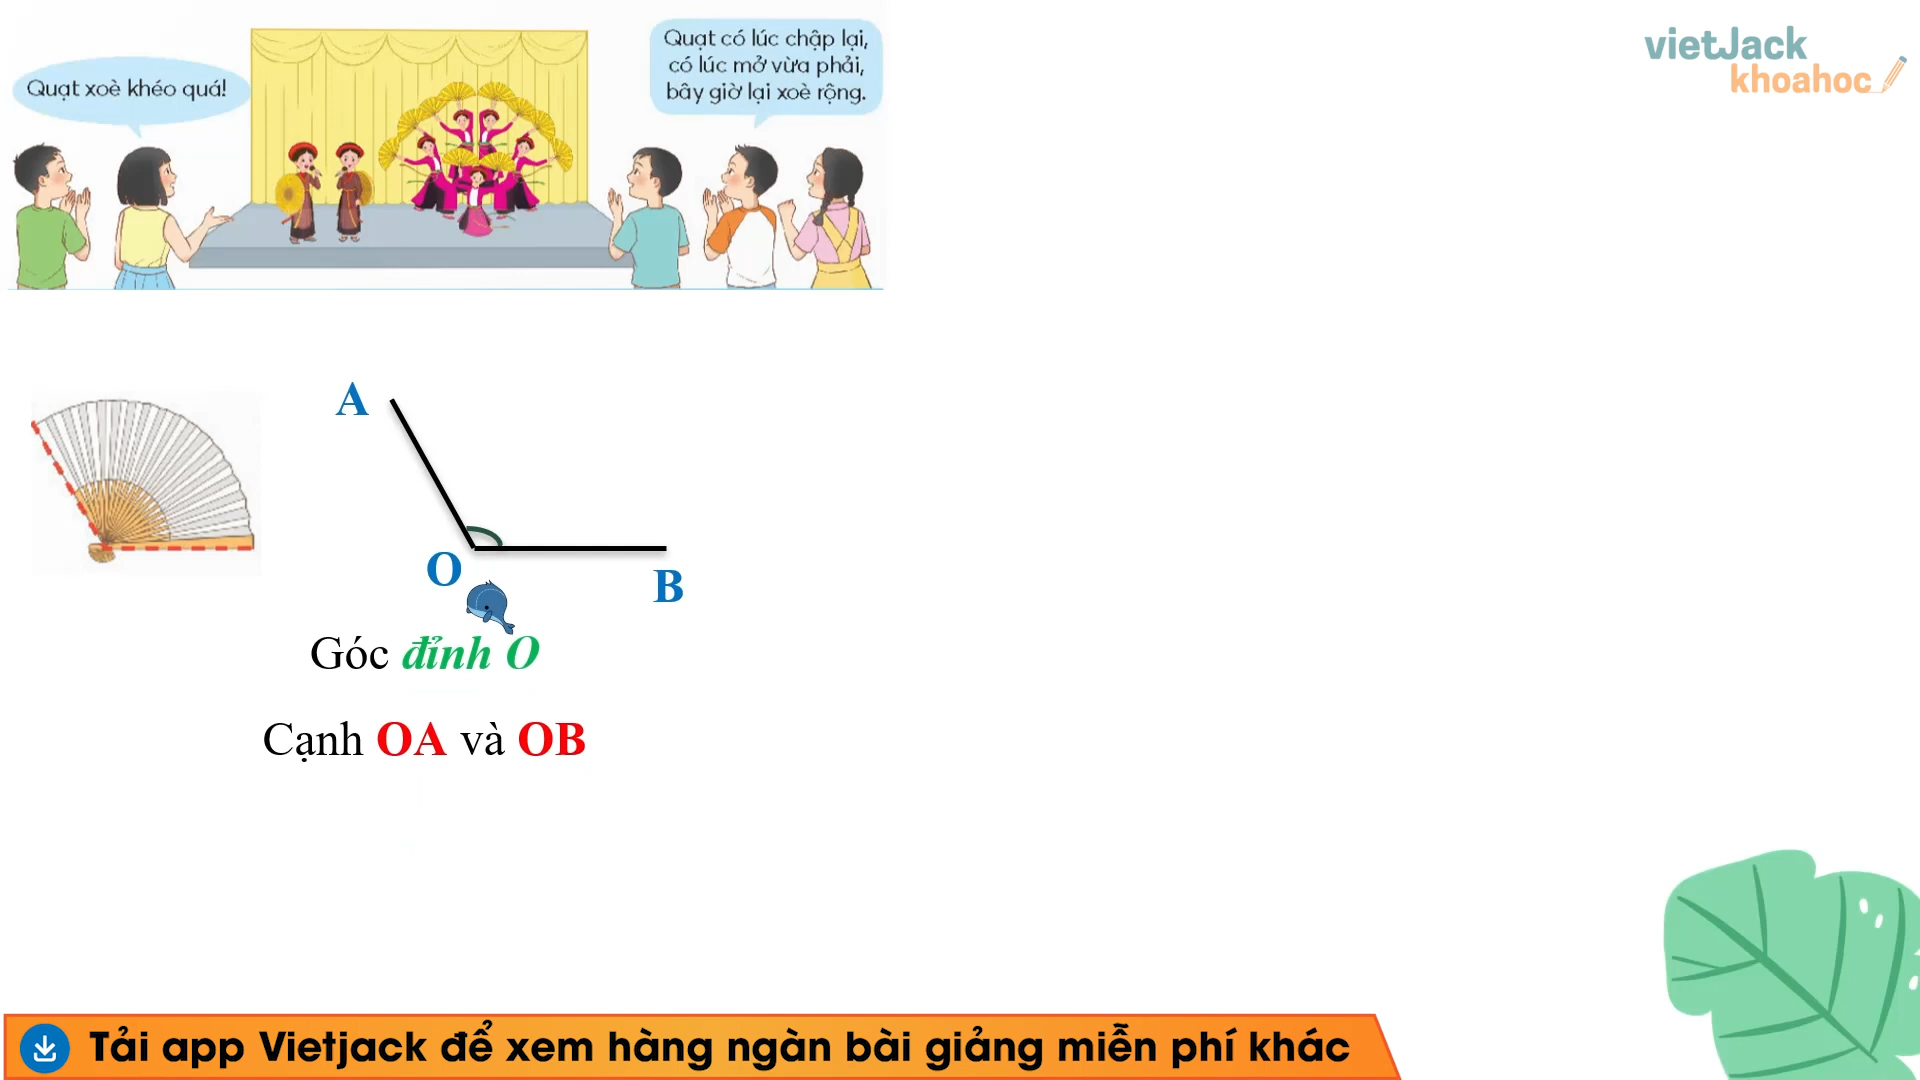 Quạt xoè khéo quá!
Quạt có lúc chập lại,
có lúc mở vừa phải,
bây giờ lại xoè rộng.
vietJack
khoahoc
A
O
B
Góc đỉnh O
Cạnh OA và OB
Tải app Vietjack để xem hàng ngàn bài giảng miễn phí khác